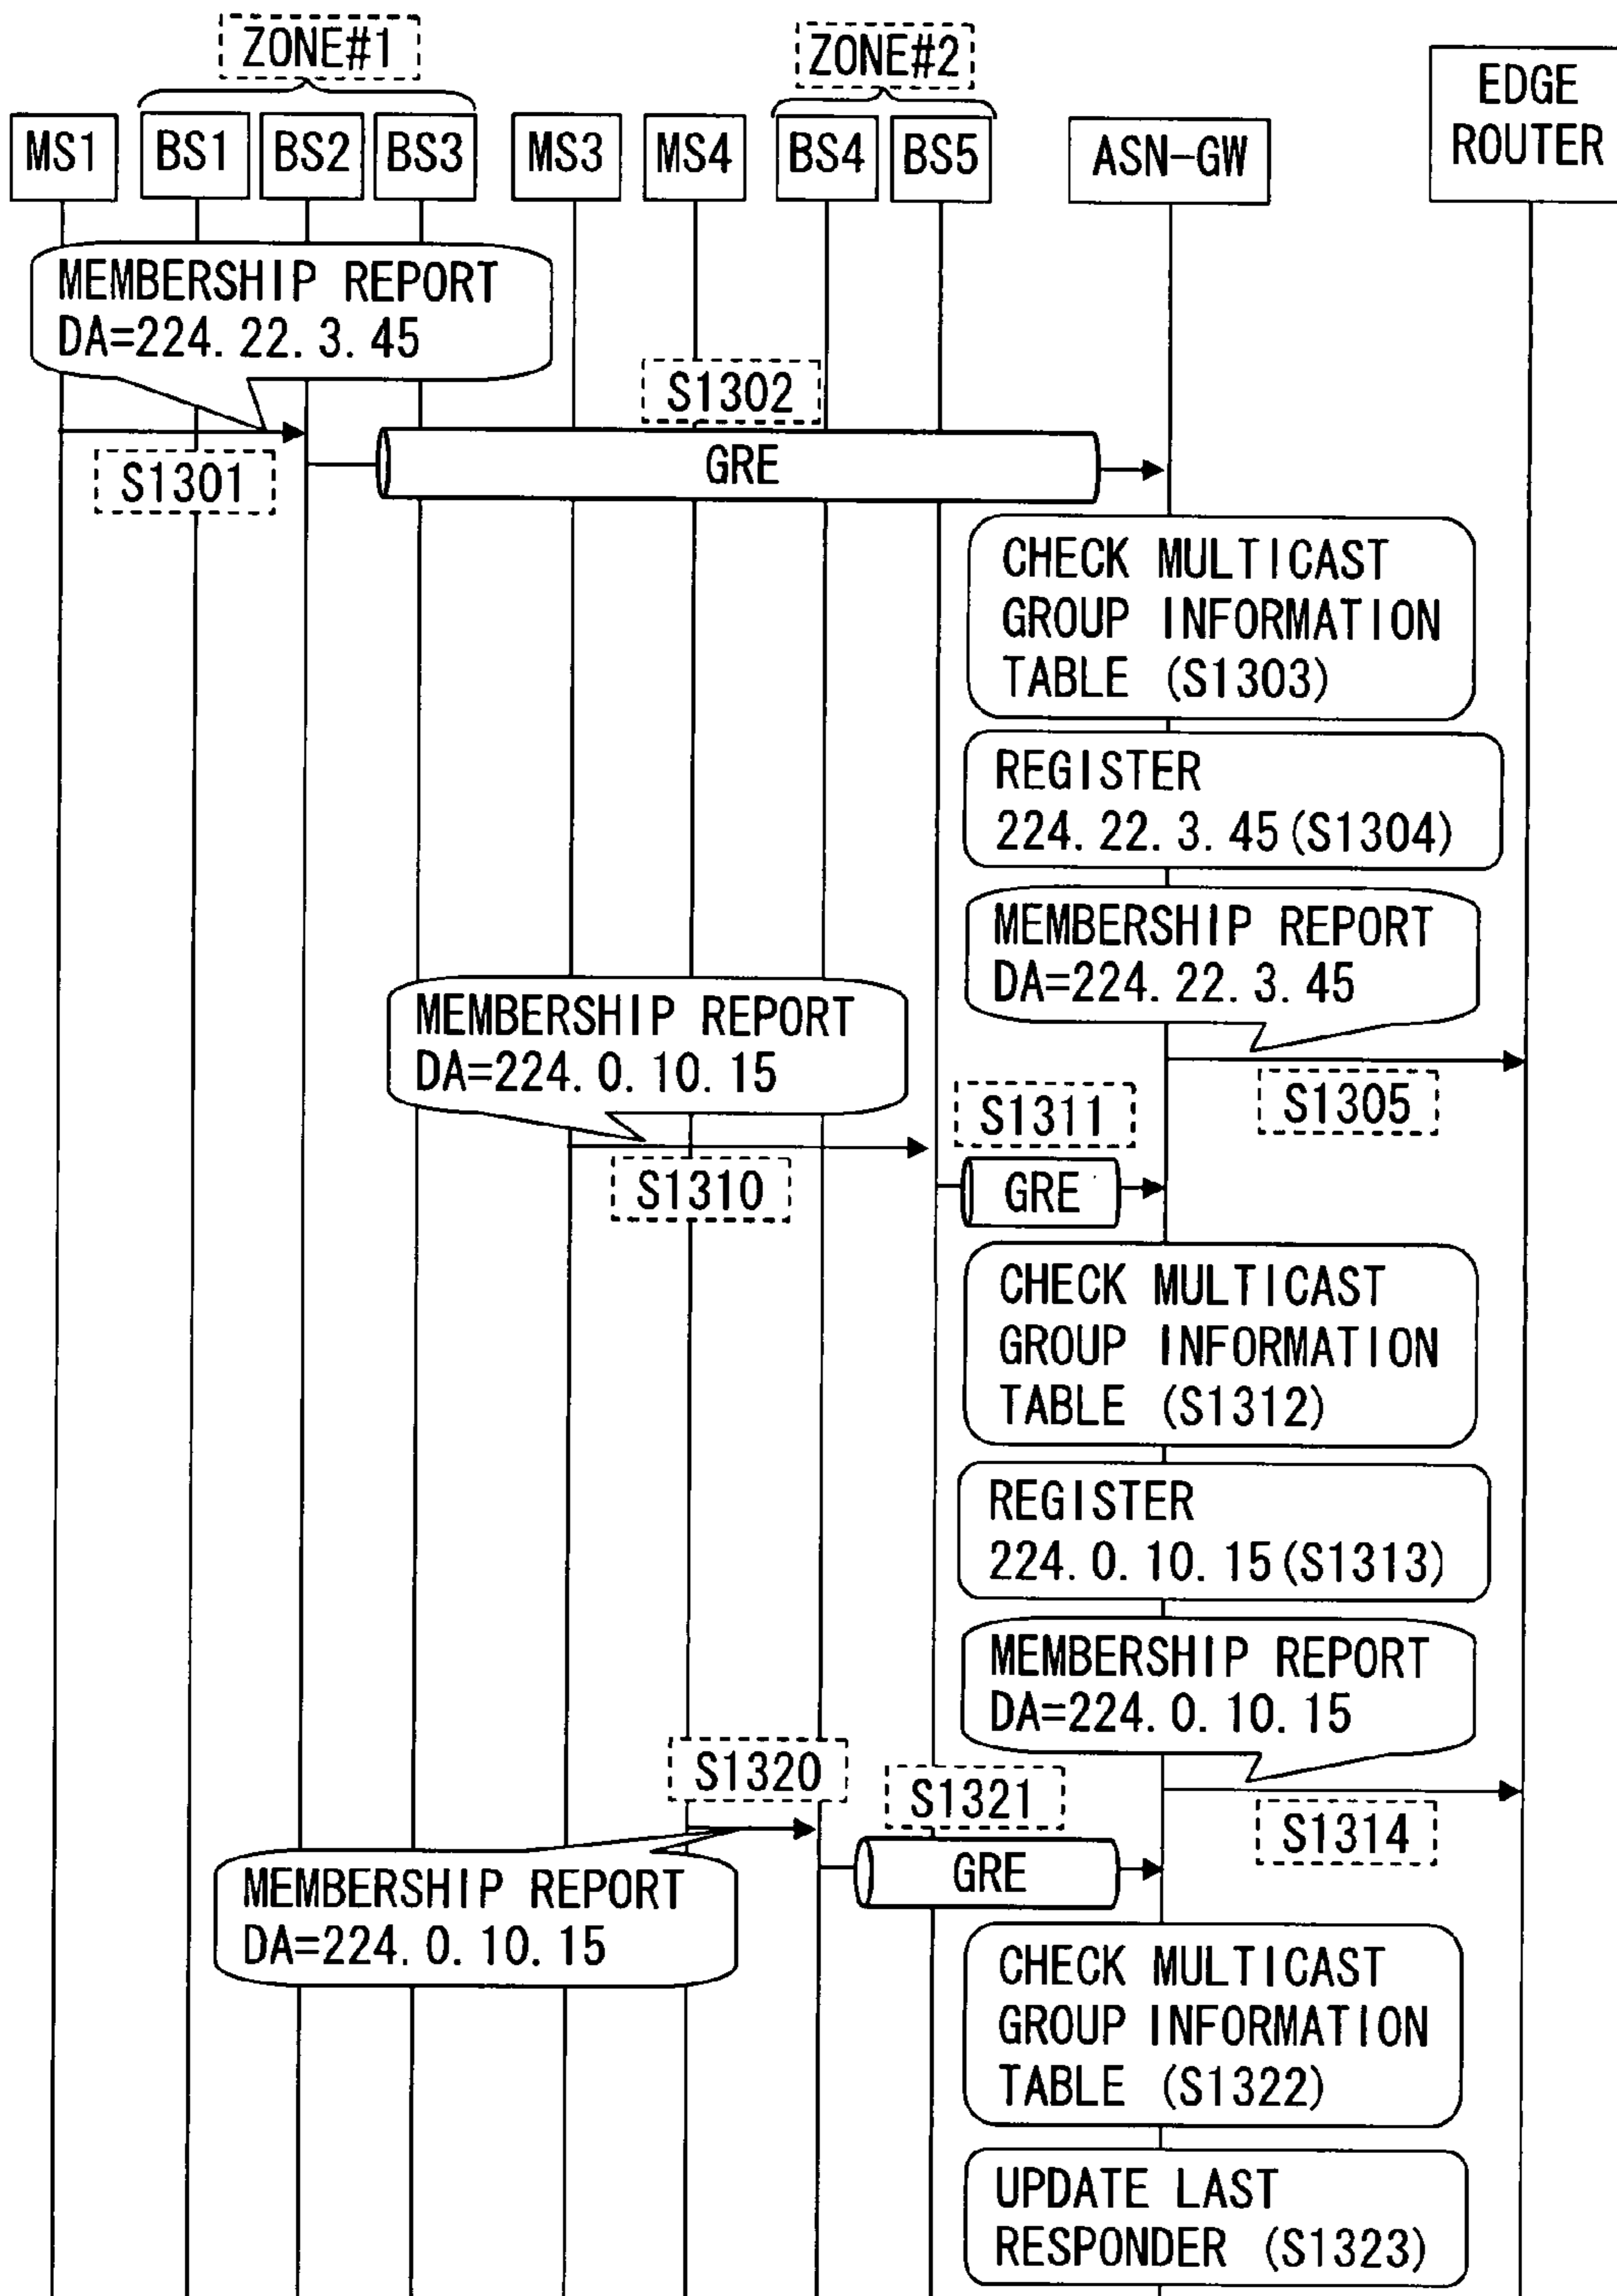 ZONE#1
ZONE#2
EDGE
ROUTER
MS1
BS1
BS2
BS3
MS3
MS4
BS4
BS5
ASN-GW
MEMBERSHIP REPORT
DA=224.22.3.45
S1302
S1301
GRE
CHECK MULTICAST
GROUP INFORMATION
TABLE (S1303)
REGISTER
224.22.3.45(S1304)
MEMBERSHIP REPORT
DA=224.22.3.45
S1305
MEMBERSHIP REPORT
DA=224.0.10.15
S1311
S1310
GRE
CHECK MULTICAST
GROUP INFORMATION
TABLE (S1312)
REGISTER
224.0.10.15(S1313)
MEMBERSHIP REPORT
DA=224.0.10.15
S1314
S1320
S1321
MEMBERSHIP REPORT
DA=224.0.10.15
GRE
CHECK MULTICAST
GROUP INFORMATION
TABLE (S1322)
UPDATE LAST
RESPONDER (S1323)